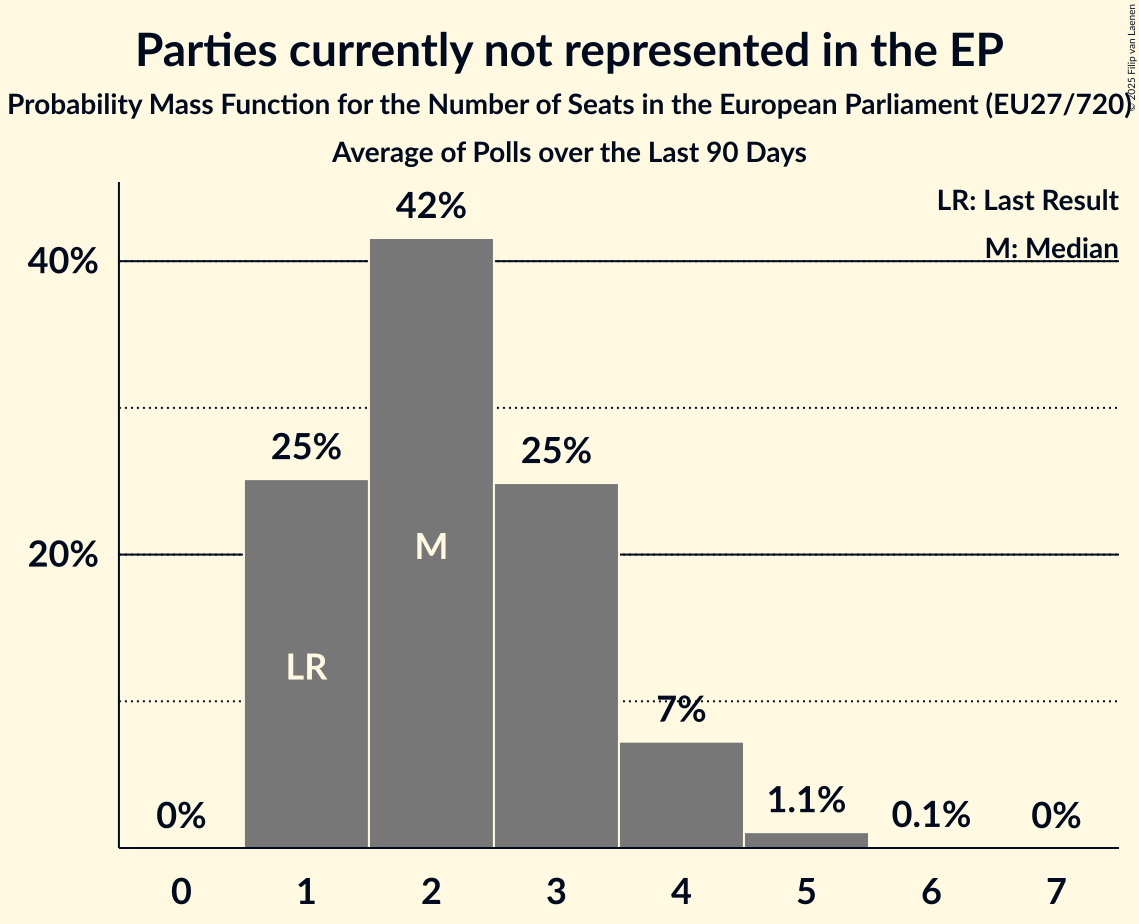 Parties currently not represented in the EP
Probability Mass Function for the Number of Seats in the European Parliament (EU27/720)
Average of Polls over the Last 90 Days
© 2025 Filip van Laenen
LR: Last Result
M: Median
40%
20%
0%
25%
42%
25%
7%
1.1%
0.1%
0%
LR
M
0 1 2 3 4 5 6 7